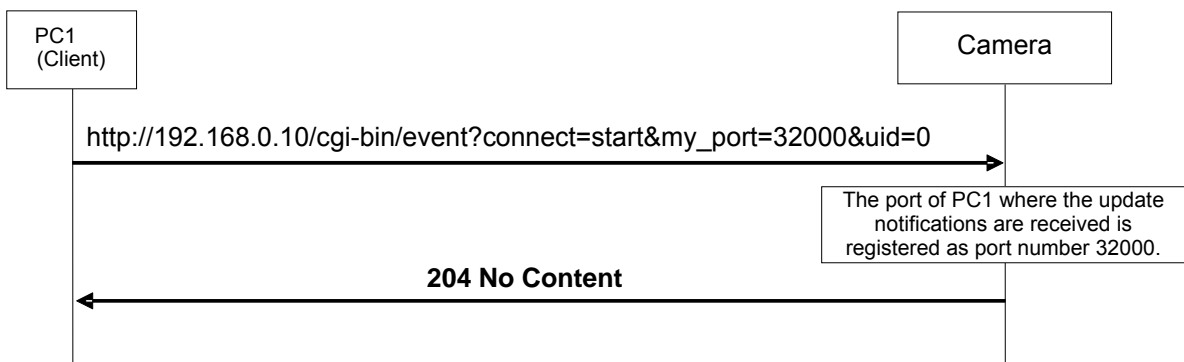 PC1
(Client)
Camera
http://192.168.0.10/cgi-bin/event?connect=start&my_port=32000&uid=0
The port of PC1 where the update
notifications are received is
registered as port number 32000.
204 No Content